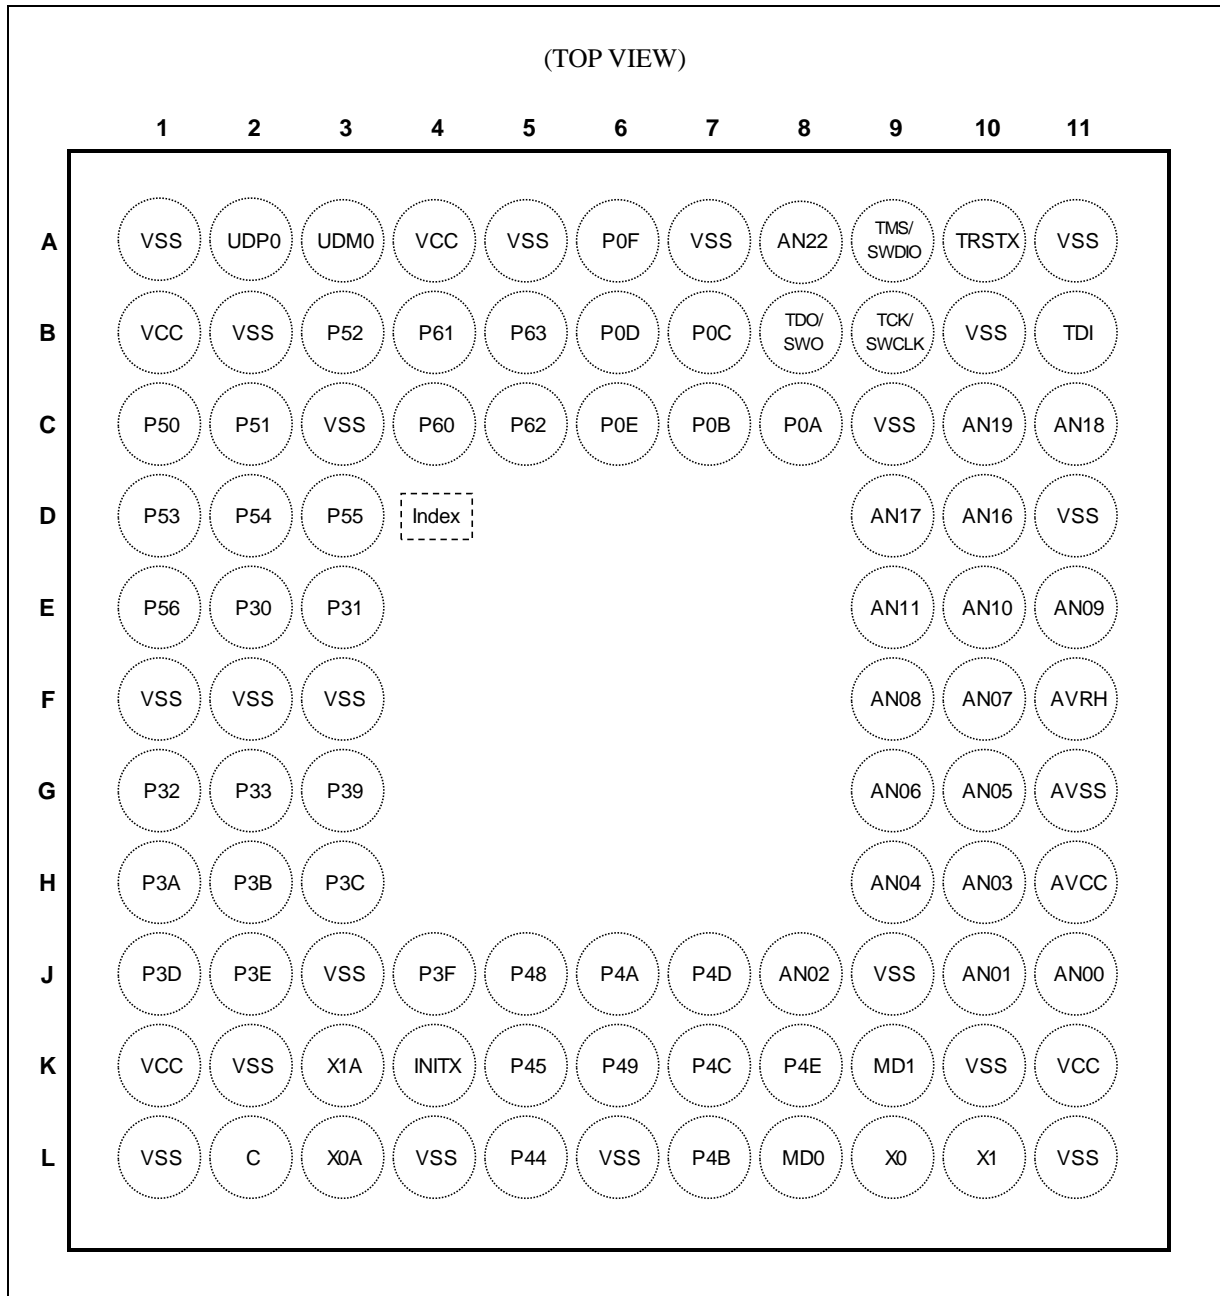 (TOP VIEW)
1 2 3 4 5 6 7 8 9 10 11
A VSS UDP0 UDM0 VCC VSS P0F VSS AN22 TMS/ SWDIO TRSTX VSS
B VCC VSS P52 P61 P63 P0D P0C TDO/ SWO TCK/ SWCLK VSS TDI
C P50 P51 VSS P60 P62 P0E P0B P0A VSS AN19 AN18
D P53 P54 P55 Index AN17 AN16 VSS
E P56 P30 P31 AN11 AN10 AN09
F VSS VSS VSS AN08 AN07 AVRH
G P32 P33 P39 AN06 AN05 AVSS
H P3A P3B P3C AN04 AN03 AVCC
J P3D P3E VSS P3F P48 P4A P4D AN02 VSS AN01 AN00
K VCC VSS X1A INITX P45 P49 P4C P4E MD1 VSS VCC
L VSS C X0A VSS P44 VSS P4B MD0 X0 X1 VSS